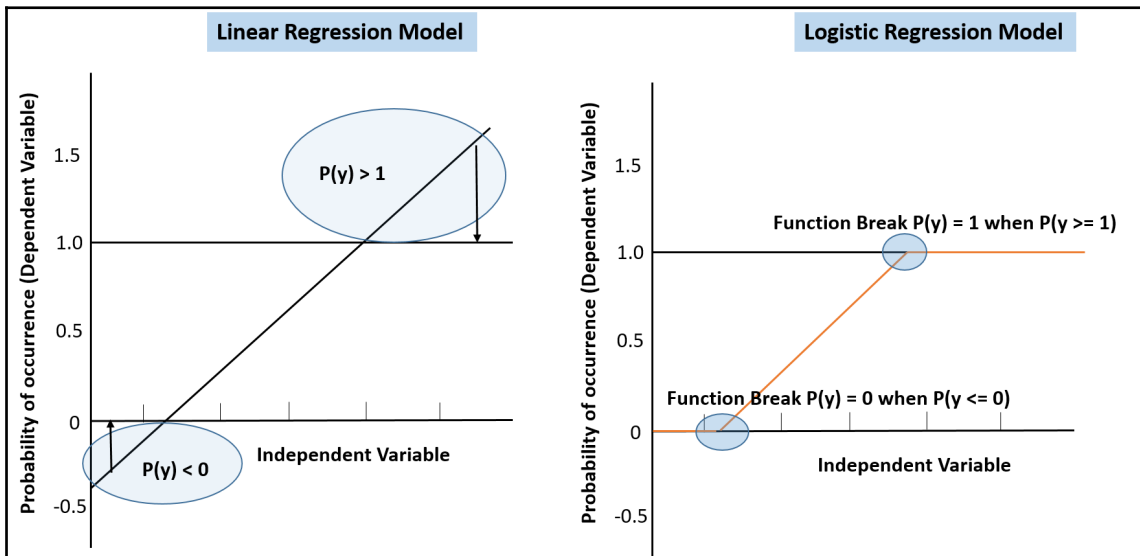 Linear Regression Model
Probability of occurrence (Dependent Variable)
1.5
1.0
0.5
0
-0.5
P(y) > 1
P(y) < 0
Independent Variable
Logistic Regression Model
Probability of occurrence (Dependent Variable)
1.5
1.0
0.5
0
-0.5
Function Break P(y) = 1 when P(y >= 1)
Function Break P(y) = 0 when P(y <= 0)
Independent Variable